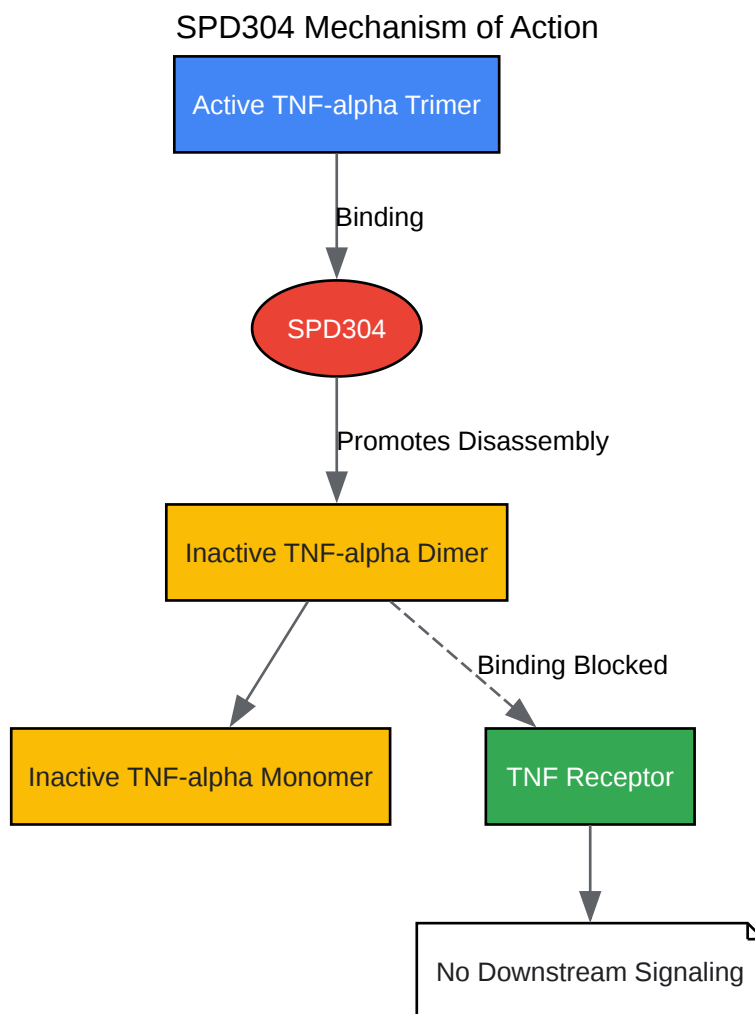 SPD304 Mechanism of Action
Active TNF-alpha Trimer
Binding
SPD304
Promotes Disassembly
Inactive TNF-alpha Dimer
Binding Blocked
Inactive TNF-alpha Monomer
TNF Receptor
No Downstream Signaling